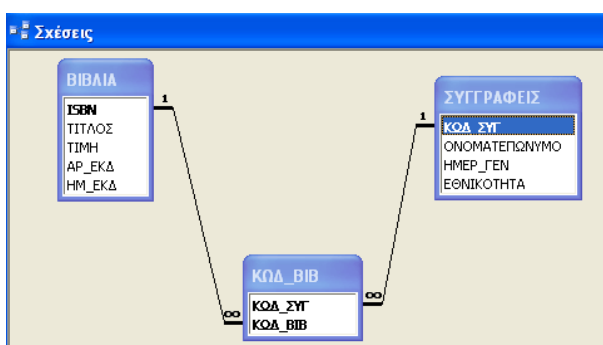 Σχέσεις
ΒΙΒΛΙΑ
ISBN
ΤΙΤΛΟΣ
ΤΙΜΗ
ΑΡ_ΕΚΔ
ΗΜ_ΕΚΔ
1
ΣΥΓΓΡΑΦΕΙΣ
ΚΩΔ_ΣΥΓ
ΟΝΟΜΑΤΕΠΩΝΥΜΟ
ΗΜΕΡ_ΓΕΝ
ΕΘΝΙΚΟΤΗΤΑ
1
ΚΩΔ_ΒΙΒ
ΚΩΔ_ΣΥΓ
ΚΩΔ_ΒΙΒ
∞
∞